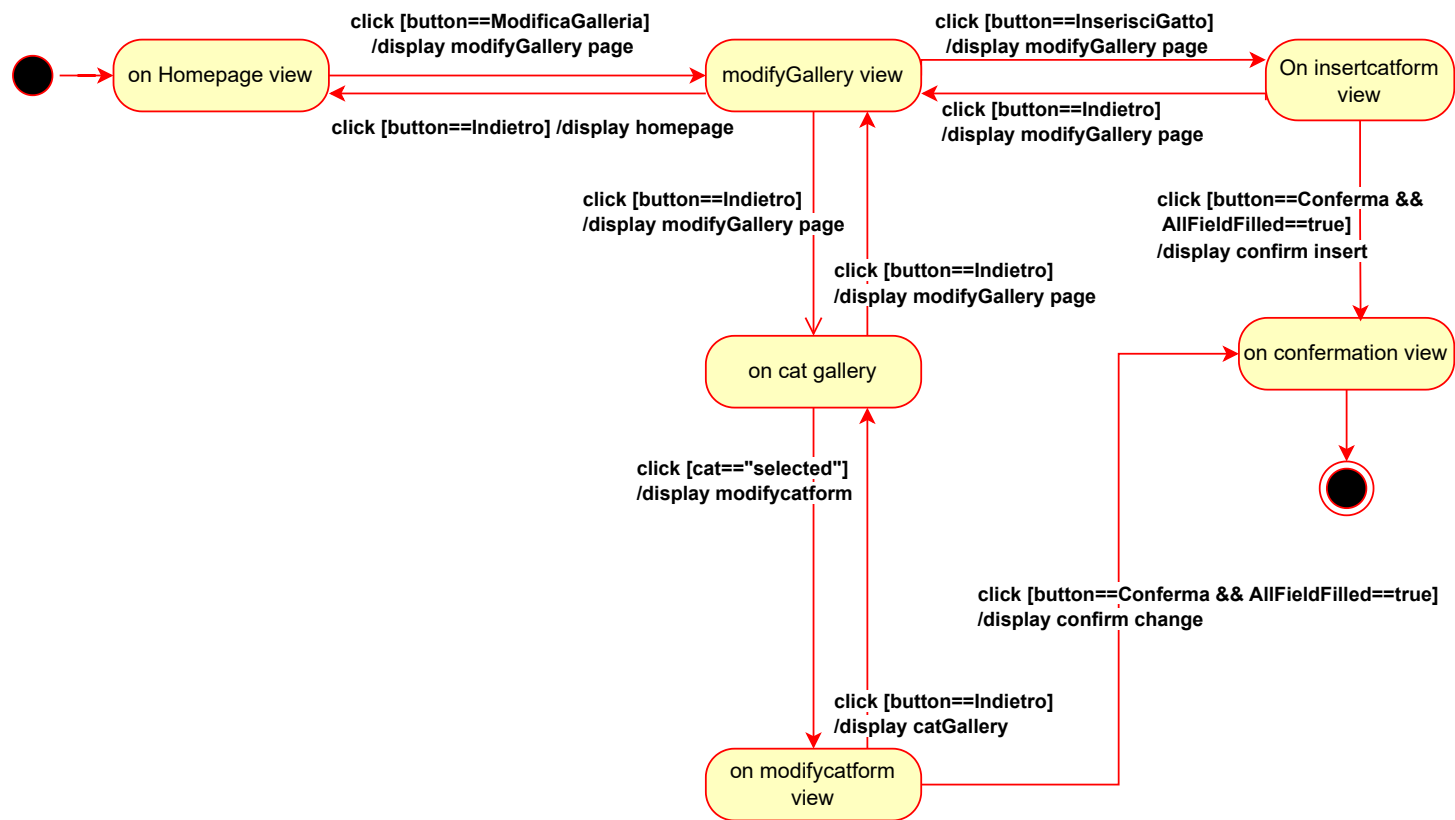 click [button==ModificaGalleria]
/display modifyGallery page
click [button==InserisciGatto]
/display modifyGallery page
on Homepage view
modifyGallery view
On insertcatform
view
click [button==Indietro] /display homepage
click [button==Indietro]
/display modifyGallery page
click [button==Indietro]
/display modifyGallery page
click [button==Conferma &&
AllFieldFilled==true]
/display confirm insert
click [button==Indietro]
/display modifyGallery page
on cat gallery
on confermation view
click [cat=="selected"]
/display modifycatform
click [button==Conferma && AllFieldFilled==true]
/display confirm change
click [button==Indietro]
/display catGallery
on modifycatform
view